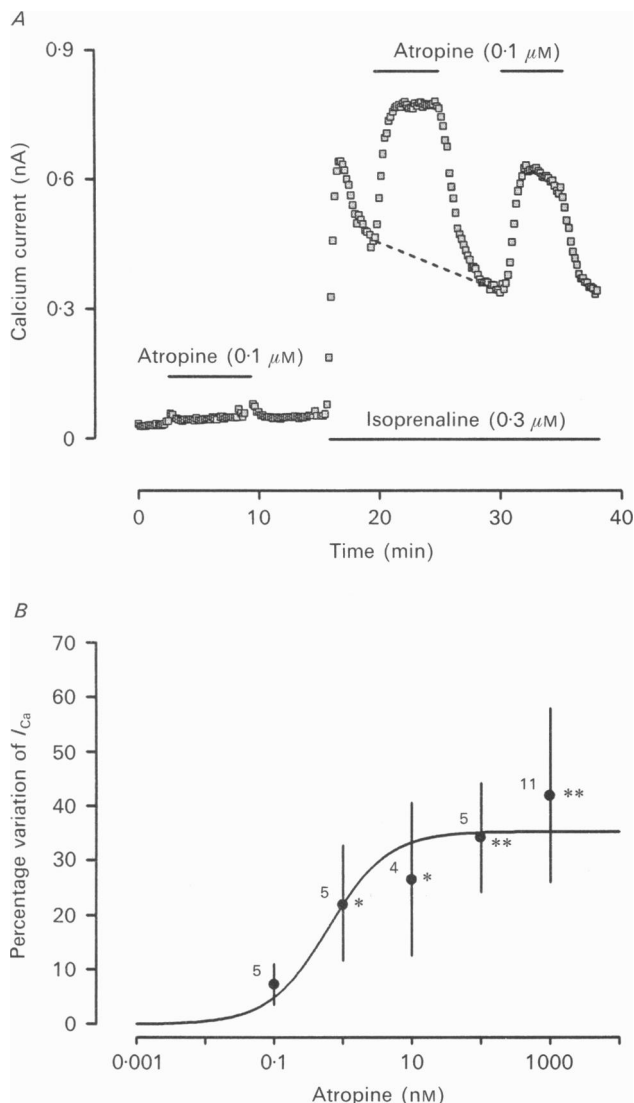 A
0·9
Atropine (0·1 μM)
0·6
Calcium current (nA)
0·3
Atropine (0·1 μM)
Isoprenaline (0·3 μM)
0
0 10 20 30 40
Time (min)
B
70
60
50
40
30
20
10
0
Percentage variation of ICa
5
5 *
4 *
5 **
11 **
0·001 0·1 10 100 1000
Atropine (nM)